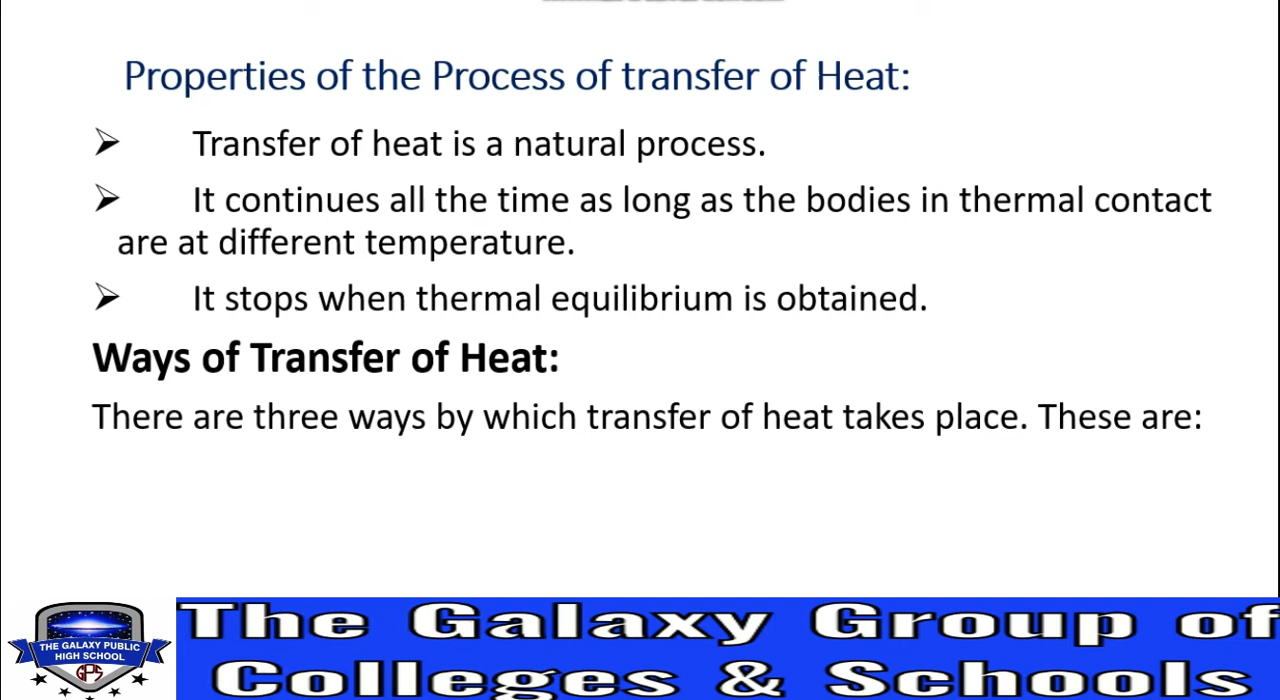 Properties of the Process of transfer of Heat:
➢ Transfer of heat is a natural process.
➢ It continues all the time as long as the bodies in thermal contact
are at different temperature.
➢ It stops when thermal equilibrium is obtained.
Ways of Transfer of Heat:
There are three ways by which transfer of heat takes place. These are:
THE GALAXY PUBLIC
HIGH SCHOOL
GPS
The Galaxy Group of
Colleges & Schools